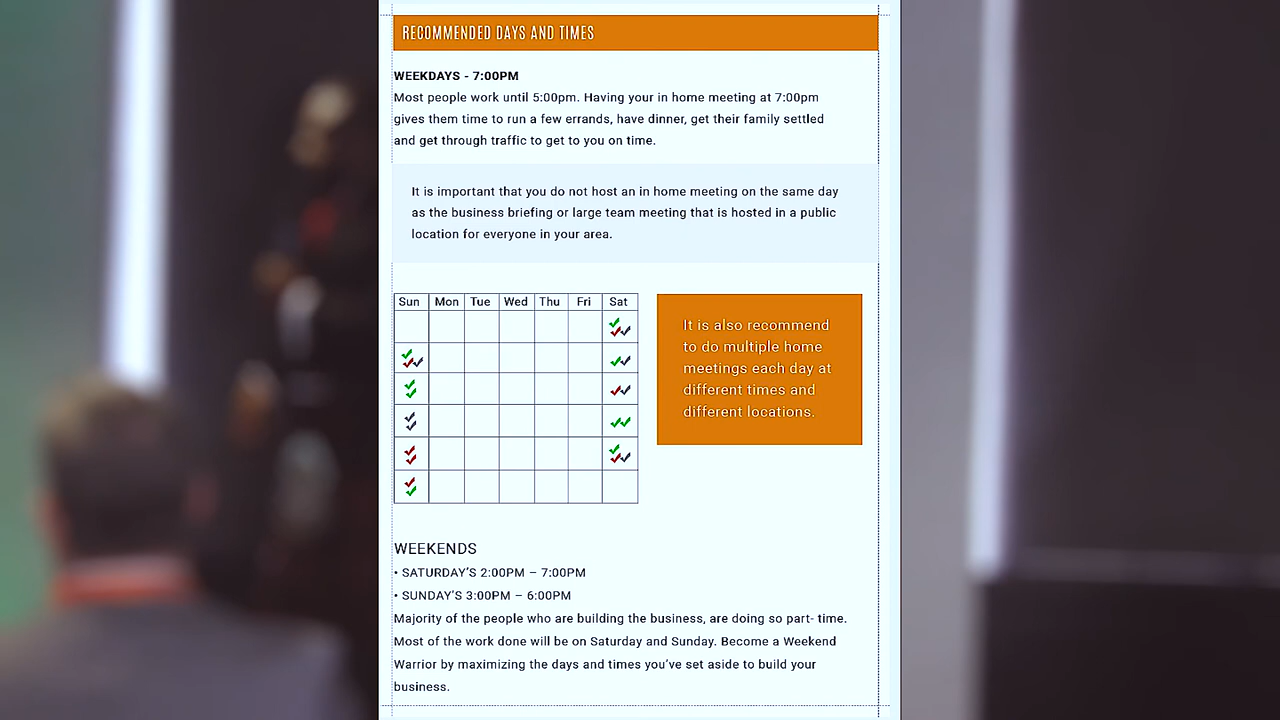 RECOMMENDED DAYS AND TIMES
WEEKDAYS - 7:00PM
Most people work until 5:00pm. Having your in home meeting at 7:00pm
gives them time to run a few errands, have dinner, get their family settled
and get through traffic to get to you on time.
It is important that you do not host an in home meeting on the same day
as the business briefing or large team meeting that is hosted in a public
location for everyone in your area.
Sun Mon Tue Wed Thu Fri Sat
It is also recommend
to do multiple home
meetings each day at
different times and
different locations.
WEEKENDS
• SATURDAY'S 2:00PM – 7:00PM
• SUNDAY'S 3:00PM – 6:00PM
Majority of the people who are building the business, are doing so part- time.
Most of the work done will be on Saturday and Sunday. Become a Weekend
Warrior by maximizing the days and times you've set aside to build your
business.